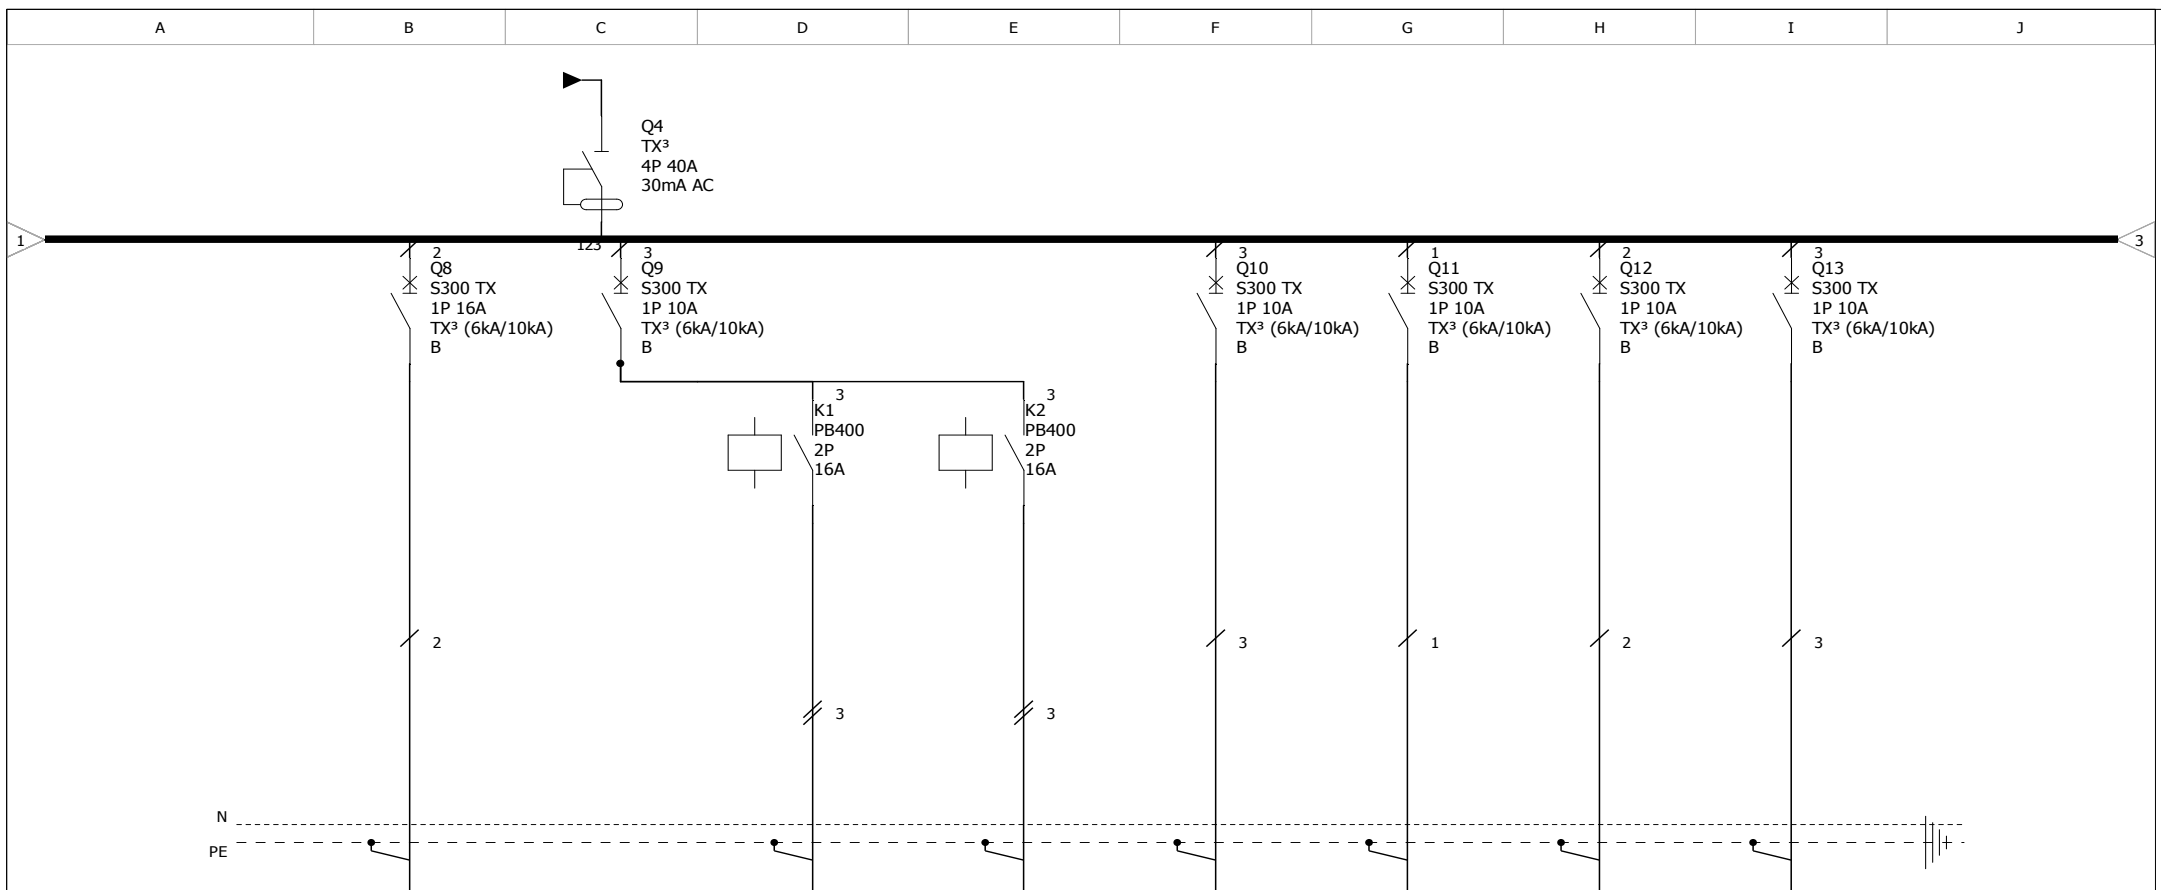 A B C D E F G H I J
Q4
TX³
4P 40A
30mA AC
1
3
123
2
Q8
S300 TX
1P 16A
TX³ (6kA/10kA)
B
3
Q9
S300 TX
1P 10A
TX³ (6kA/10kA)
B
3
Q10
S300 TX
1P 10A
TX³ (6kA/10kA)
B
1
Q11
S300 TX
1P 10A
TX³ (6kA/10kA)
B
2
Q12
S300 TX
1P 10A
TX³ (6kA/10kA)
B
3
Q13
S300 TX
1P 10A
TX³ (6kA/10kA)
B
3
K1
PB400
2P
16A
3
K2
PB400
2P
16A
2
3
1
2
3
3
3
N
PE